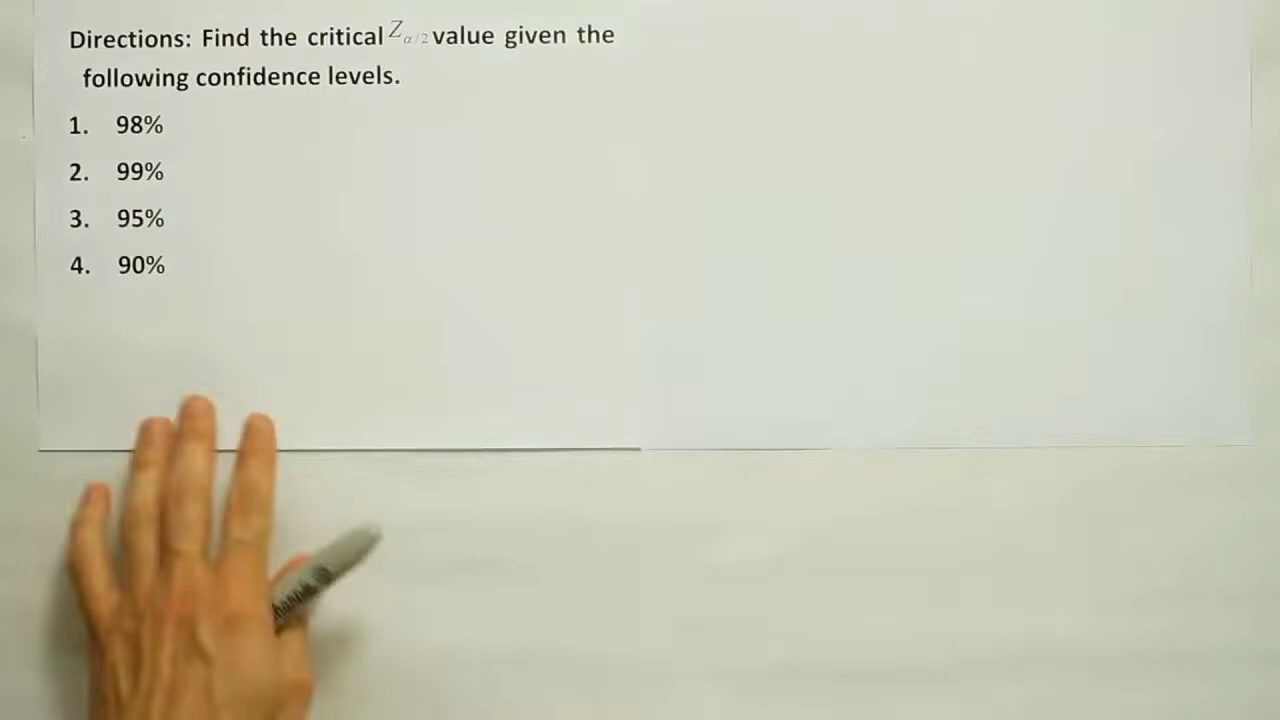 Directions: Find the critical Zα/2 value given the
following confidence levels.
1. 98%
2. 99%
3. 95%
4. 90%